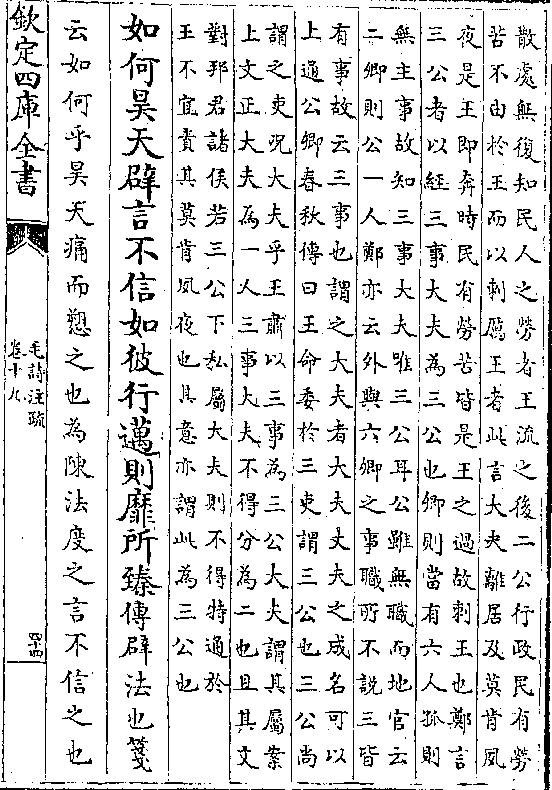 散處無復知民人之勞者王流之後二公行政民有勞
苦不由於王而以刺厲王者此言大夫離居及莫肯夙
夜是王即奔時民有勞苦皆是王之過故刺王也鄭言
三公者以經三事大夫為三公也卿則當有六人孤則
無主事故知三事大夫唯三公耳公雖無職而地官云
二卿則公一人鄭亦云外與六卿之事職所不説三皆
有事故云三事也謂之大夫者大夫丈夫之成名可以
上通公卿春秋傳曰王命委於三吏謂三公也三公尚
謂之吏況大夫乎王肅以三事為三公大夫謂其屬案
上文正大夫為一人三事大夫不得分為二也且其文
對邦君諸侯若三公下私屬大夫則不得特通於
王不宜責其莫肯夙夜也其意亦謂此為三公也
如何昊天辟言不信如彼行邁則靡所臻傳辟法也箋
云如何乎昊天痛而愬之也為陳法度之言不信之也
欽定四庫全書
毛詩注疏
卷十九
四十四